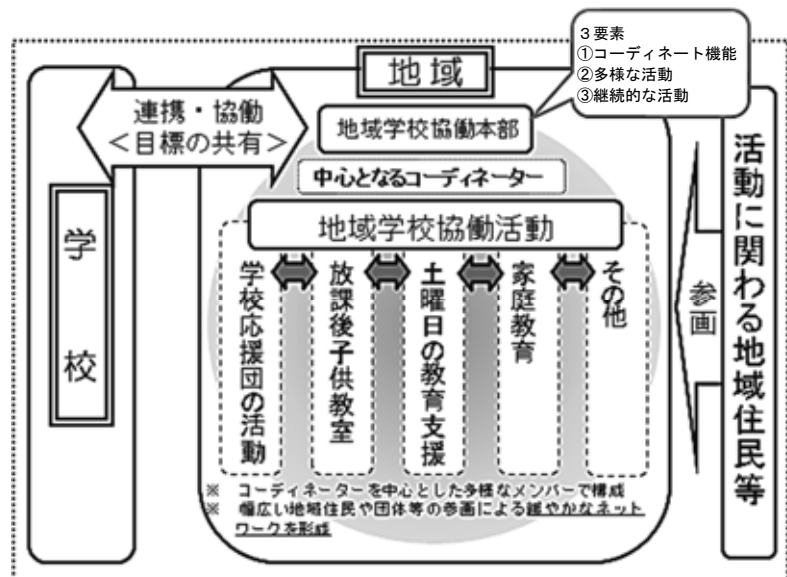 ３要素
①コーディネート機能
②多様な活動
③継続的な活動
地域
連携・協働
＜目標の共有＞
地域学校協働本部
中心となるコーディネーター
地域学校協働活動
学校
学校応援団の活動
放課後子供教室
土曜日の教育支援
家庭教育
その他
参画
活動に関わる地域住民等
※　コーディネーターを中心とした多様なメンバーで構成
※　幅広い地域住民や団体等の参画による緩やかなネット
ワークを形成